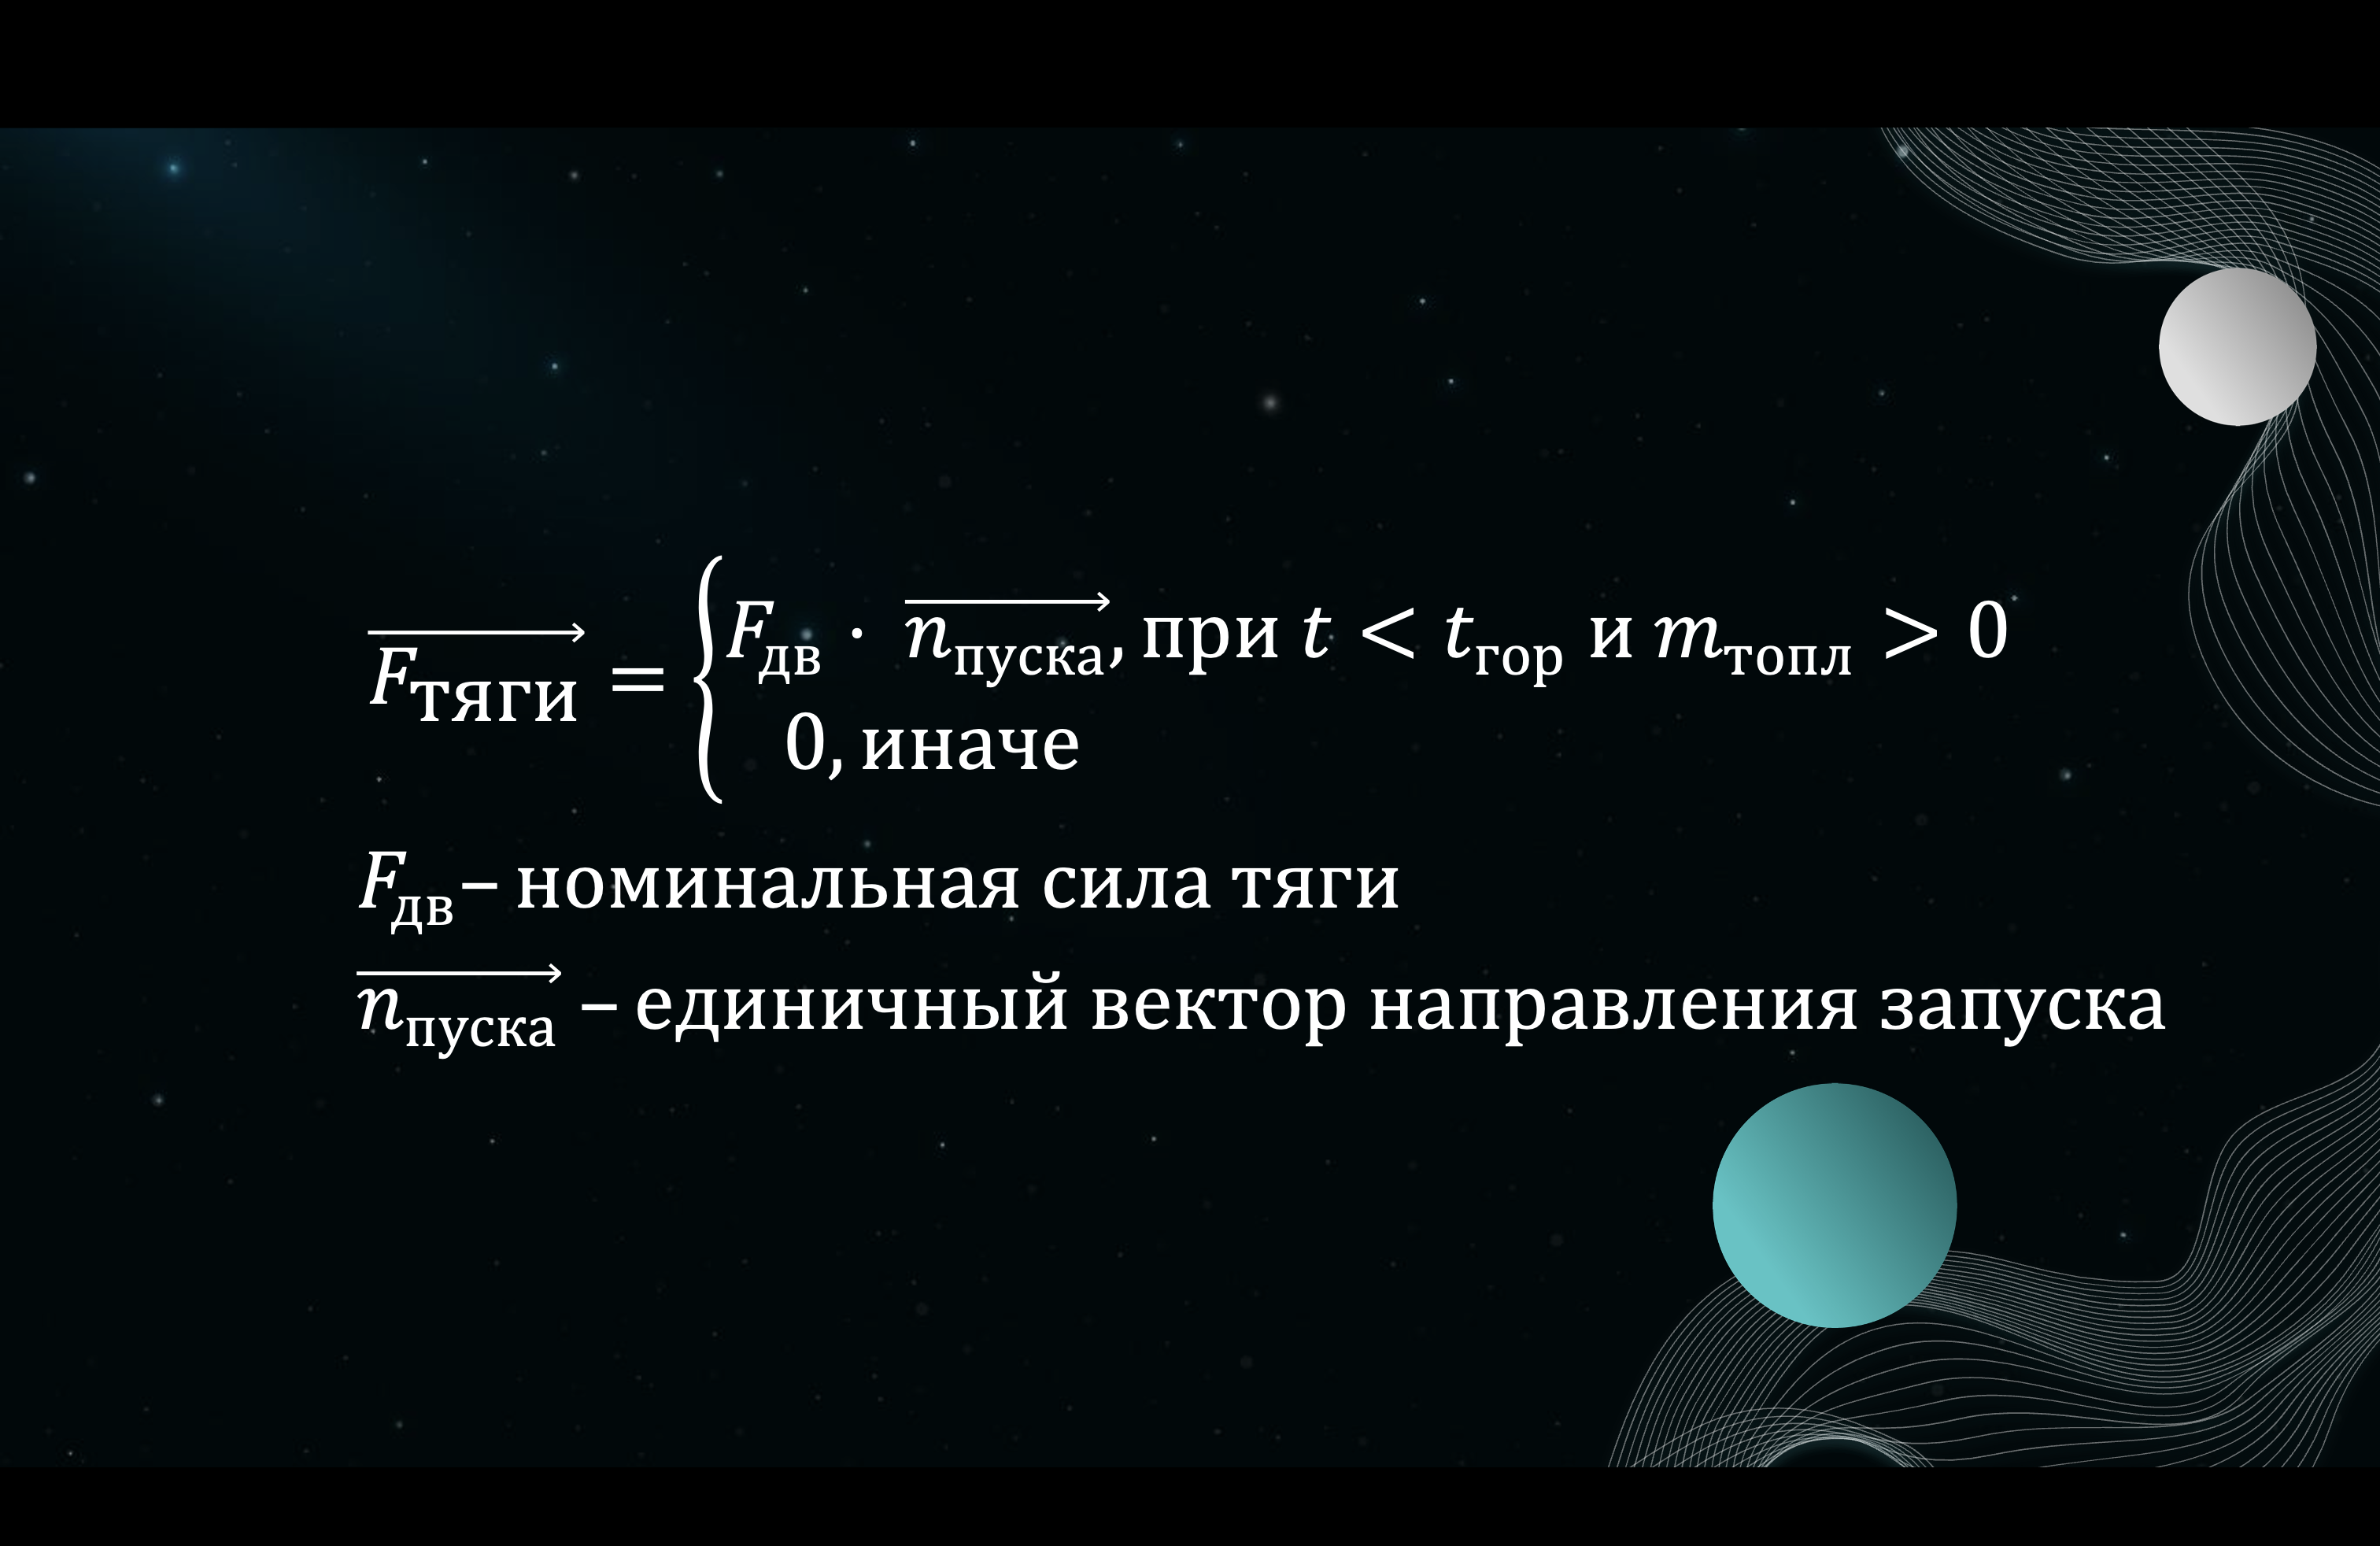 F⃗тяги = { Fдв · n⃗пуска, при t < tгор и mтопл > 0
0, иначе
Fдв– номинальная сила тяги
n⃗пуска – единичный вектор направления запуска